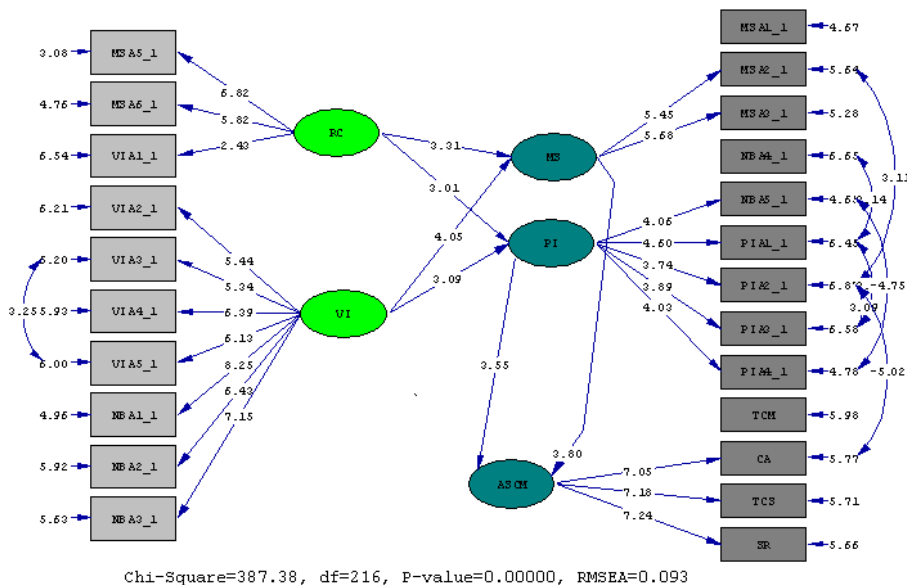 3.08 MSA5_1
4.76 MSA6_1
6.54 VIA1_1
6.21 VIA2_1
6.20 VIA3_1
3.25 5.93 VIA4_1
6.00 VIA5_1
4.96 NBA1_1
5.92 NBA2_1
5.63 NBA3_1
6.82
5.82
2.43
5.44
5.34
6.39
6.13
8.25
6.43
7.15
RC
VI
3.31
3.01
4.05
3.09
MS
PI
3.55
3.80
ASCM
5.45
5.68
4.06
4.60
3.74
3.89
4.03
7.05
7.18
7.24
MSA1_1 4.67
MSA2_1 5.64
MSA3_1 5.28
NBA4_1 6.65
NBA5_1
PIA1_1 6.45
PIA2_1
PIA3_1 6.58
PIA4_1 4.78
TCM 5.98
CA 5.77
TCS 5.71
SR 5.66
3.11
-4.75
3.09
-5.02
Chi-Square=387.38, df=216, P-value=0.00000, RMSEA=0.093